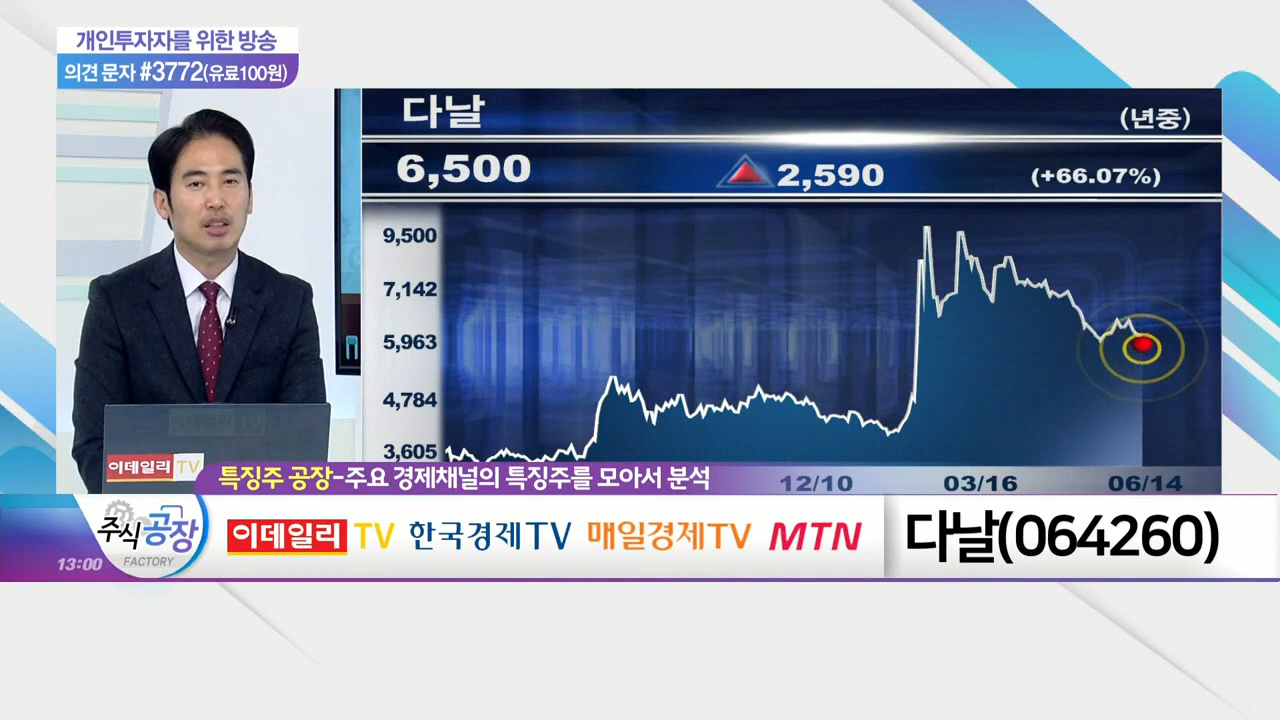 개인투자자를 위한 방송
의견 문자 #3772(유료100원)
다날
(년중)
6,500 2,590 (+66.07%)
9,500
7,142
5,963
4,784
3,605
12/10 03/16 06/14
이데일리 TV
특징주 공장-주요 경제채널의 특징주를 모아서 분석
주식공장
FACTORY
13:00
이데일리 TV 한국경제TV 매일경제TV MTN
다날(064260)